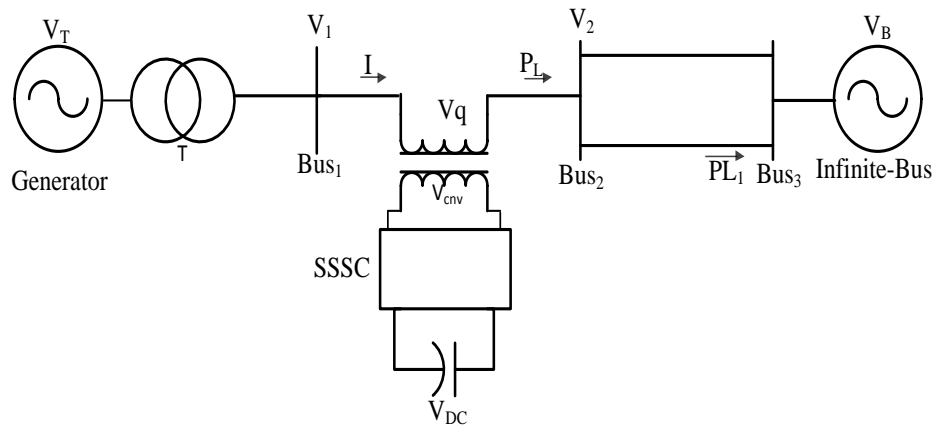 V_T
V_1
V_2
V_B
I
P_L
Vq
T
Bus_1
Bus_2
PL_1
Bus_3
Generator
Infinite-Bus
V_cnv
SSSC
V_DC